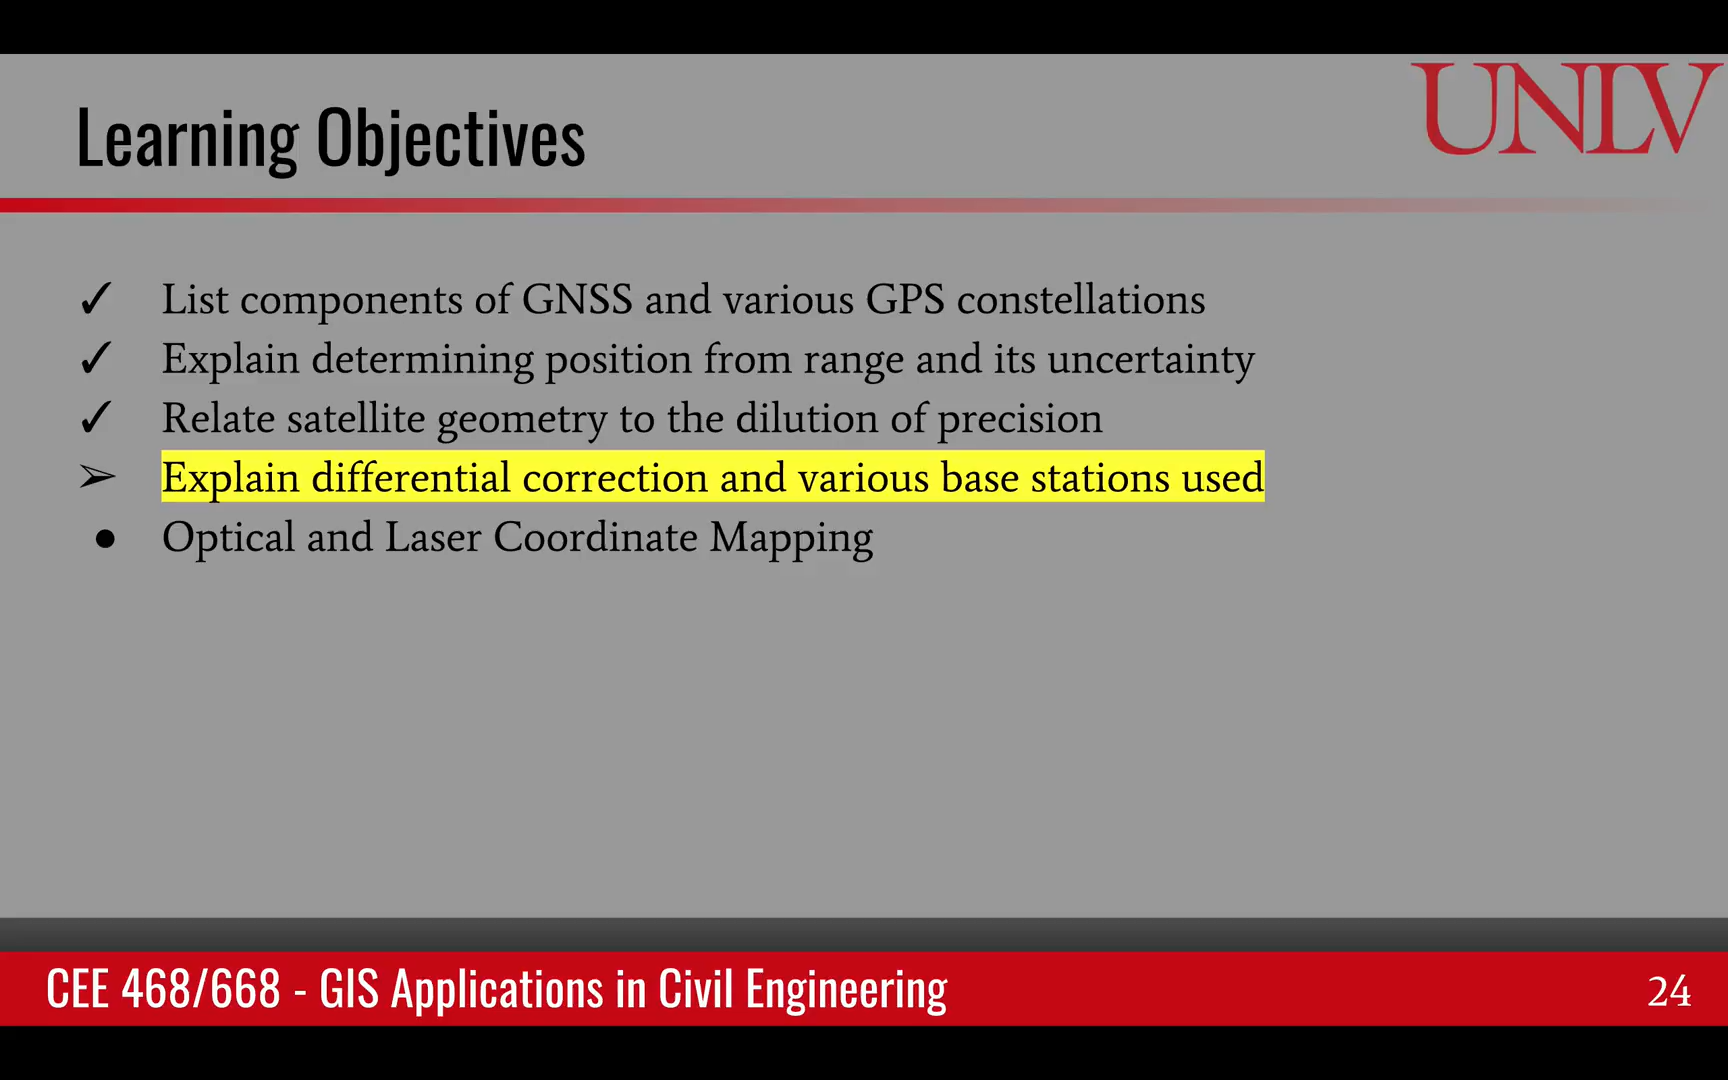 UNLV
Learning Objectives
✓ List components of GNSS and various GPS constellations
✓ Explain determining position from range and its uncertainty
✓ Relate satellite geometry to the dilution of precision
➢ Explain differential correction and various base stations used
● Optical and Laser Coordinate Mapping
CEE 468/668 - GIS Applications in Civil Engineering
24